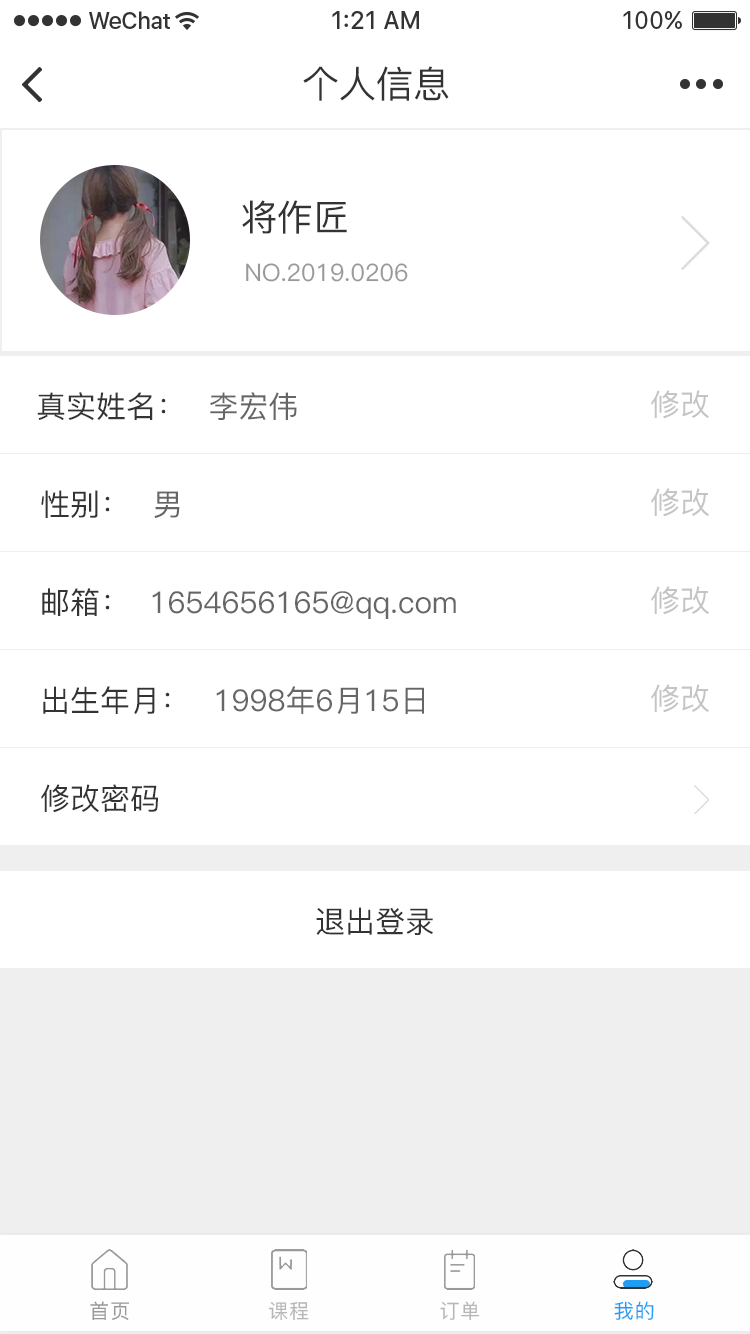 WeChat 1:21 AM 100%
个人信息
将作匠
NO.2019.0206
真实姓名： 李宏伟 修改
性别： 男 修改
邮箱： 1654656165@qq.com 修改
出生年月： 1998年6月15日 修改
修改密码
退出登录
首页 课程 订单 我的